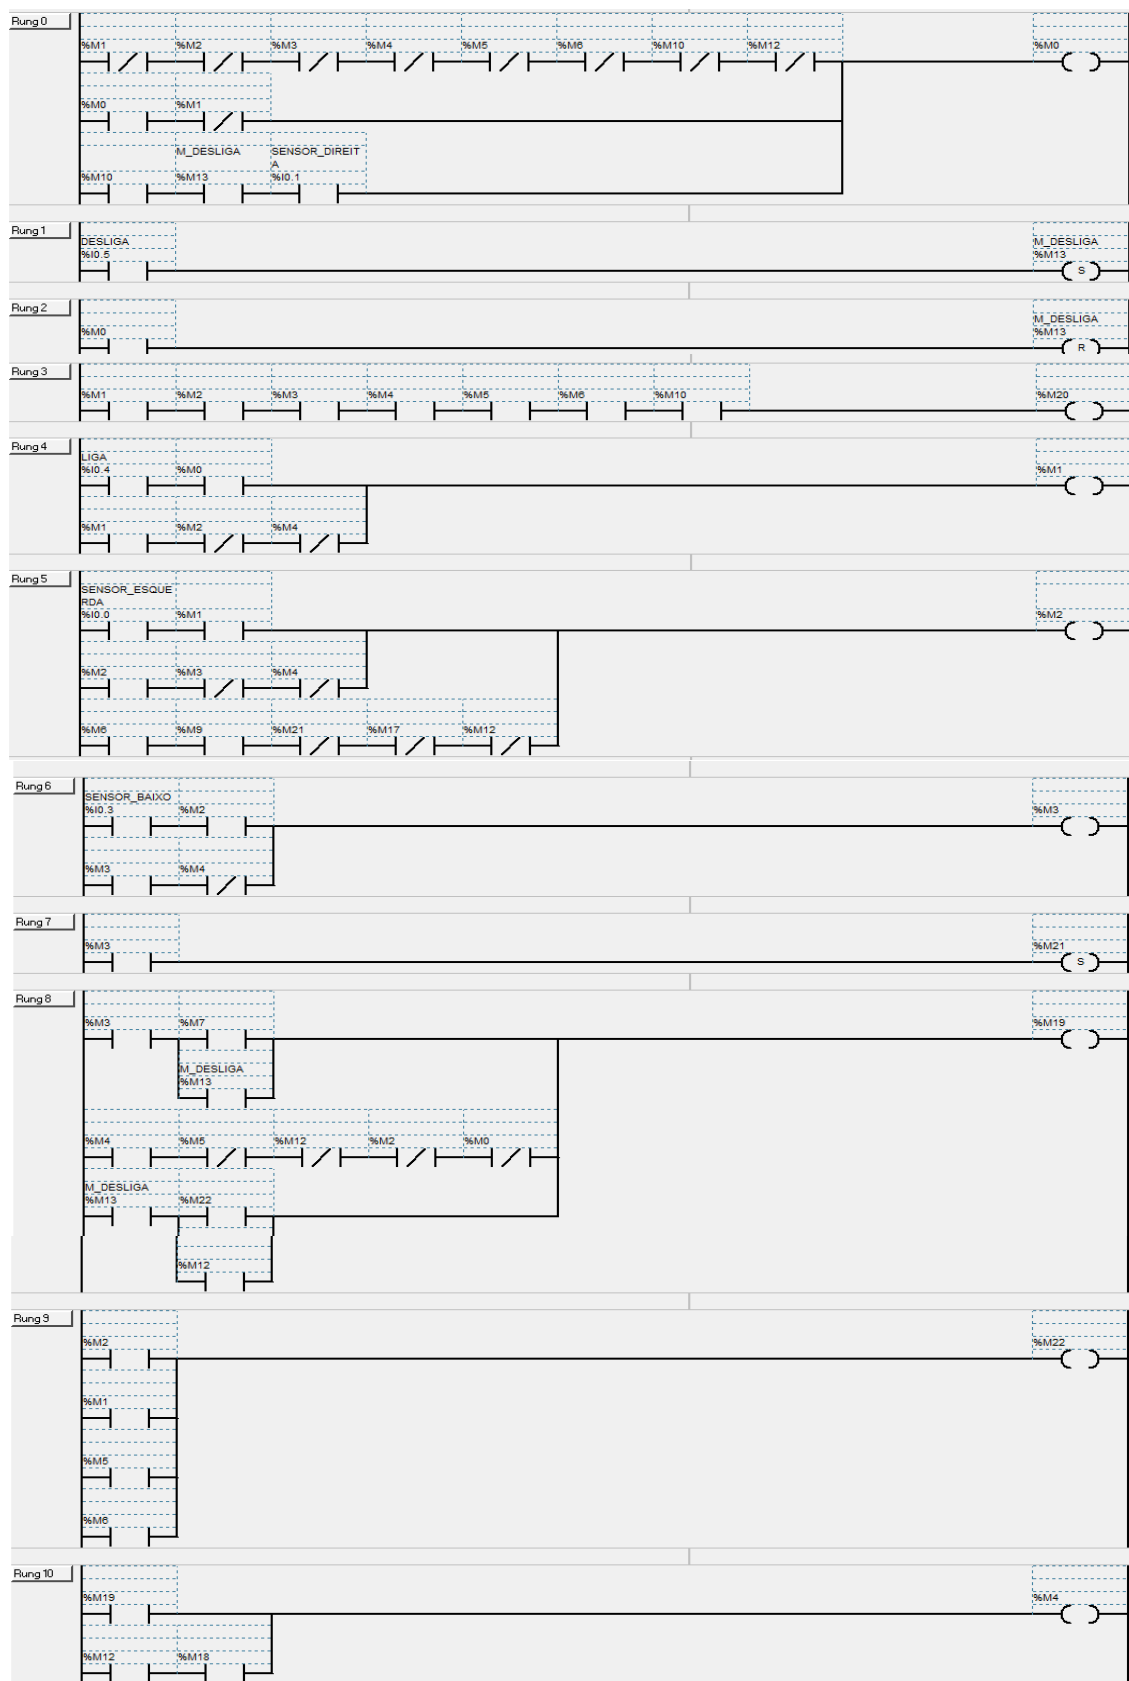 Rung 0
%M1 %M2 %M3 %M4 %M5 %M6 %M10 %M12 %M0
%M0 %M1
M_DESLIGA SENSOR_DIREIT
A
%M10 %M13 %I0.1
Rung 1
DESLIGA M_DESLIGA
%I0.5 %M13
S
Rung 2
M_DESLIGA
%M0 %M13
R
Rung 3
%M1 %M2 %M3 %M4 %M5 %M6 %M10 %M20
Rung 4
LIGA
%I0.4 %M0 %M1
%M1 %M2 %M4
Rung 5
SENSOR_ESQUE
RDA
%I0.0 %M1 %M2
%M2 %M3 %M4
%M6 %M9 %M21 %M17 %M12
Rung 6
SENSOR_BAIXO
%I0.3 %M2 %M3
%M3 %M4
Rung 7
%M3 %M21
S
Rung 8
%M3 %M7 %M19
M_DESLIGA
%M13
%M4 %M5 %M12 %M2 %M0
M_DESLIGA
%M13 %M22
%M12
Rung 9
%M2 %M22
%M1
%M5
%M6
Rung 10
%M19 %M4
%M12 %M18